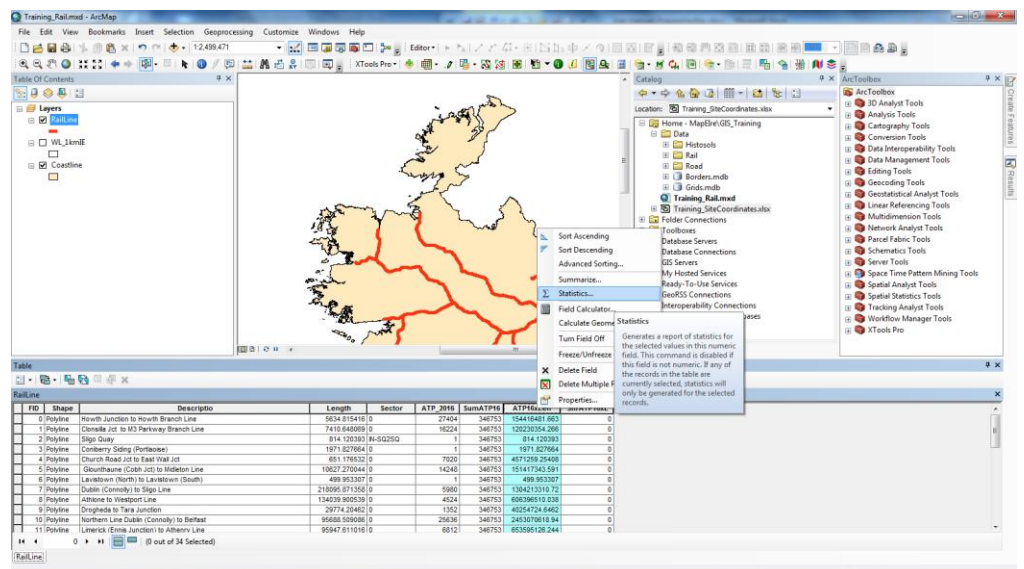 Training_Rail.mxd - ArcMap
File Edit View Bookmarks Insert Selection Geoprocessing Customize Windows Help
1:2,499,471
Editor
XTools Pro
Table Of Contents
Layers
RailLine
WL_1kmIE
Coastline
Catalog
Location: Training_SiteCoordinates.xlsx
Home - MapEIre\GIS_Training
Data
Histosols
Rail
Road
Borders.mdb
Grids.mdb
Training_Rail.mxd
Training_SiteCoordinates.xlsx
Folder Connections
Toolboxes
Database Servers
Database Connections
GIS Servers
My Hosted Services
Ready-To-Use Services
GeoRSS Connections
Interoperability Connections
ArcToolbox
ArcToolbox
3D Analyst Tools
Analysis Tools
Cartography Tools
Conversion Tools
Data Interoperability Tools
Data Management Tools
Editing Tools
Geocoding Tools
Geostatistical Analyst Tools
Linear Referencing Tools
Multidimension Tools
Network Analyst Tools
Parcel Fabric Tools
Schematics Tools
Server Tools
Space Time Pattern Mining Tools
Spatial Analyst Tools
Spatial Statistics Tools
Tracking Analyst Tools
Workflow Manager Tools
XTools Pro
Create Features
Results
Sort Ascending
Sort Descending
Advanced Sorting...
Summarize...
Σ Statistics...
Field Calculator...
Calculate Geome
Turn Field Off
Freeze/Unfreeze
Delete Field
Delete Multiple F
Properties...
Statistics
Generates a report of statistics for
the selected values in this numeric
field. This command is disabled if
this field is not numeric. If any of
the records in the table are
currently selected, statistics will
only be generated for the selected
records.
Table
RailLine
FID Shape Descriptio Length Sector ATP_2016 SumATP16 ATP16xLen
0 Polyline Howth Junction to Howth Branch Line 5634.815416 0 27404 346753 154416481.663 0
1 Polyline Clonsilla Jct to M3 Parkway Branch Line 7410.648069 0 16224 346753 120230354.266 0
2 Polyline Sligo Quay 814.120393 IN-SQ2SQ 1 346753 814.120393 0
3 Polyline Coniberry Siding (Portlaoise) 1971.827664 0 1 346753 1971.827664 0
4 Polyline Church Road Jct to East Wall Jct 651.176532 0 7020 346753 4571259.25408 0
5 Polyline Glounthaune (Cobh Jct) to Midleton Line 10627.270044 0 14248 346753 151417343.591 0
6 Polyline Lavistown (North) to Lavistown (South) 499.953307 0 1 346753 499.953307 0
7 Polyline Dublin (Connolly) to Sligo Line 218095.871358 0 5980 346753 1304213310.72 0
8 Polyline Athlone to Westport Line 134039.900539 0 4524 346753 606396510.038 0
9 Polyline Drogheda to Tara Junction 29774.20462 0 1352 346753 40254724.6462 0
10 Polyline Northern Line Dublin (Connolly) to Belfast 95688.509086 0 25636 346753 2453070618.94 0
11 Polyline Limerick (Ennis Junction) to Athenry Line 95947.611016 0 6812 346753 653595126.244 0
0 (0 out of 34 Selected)
RailLine